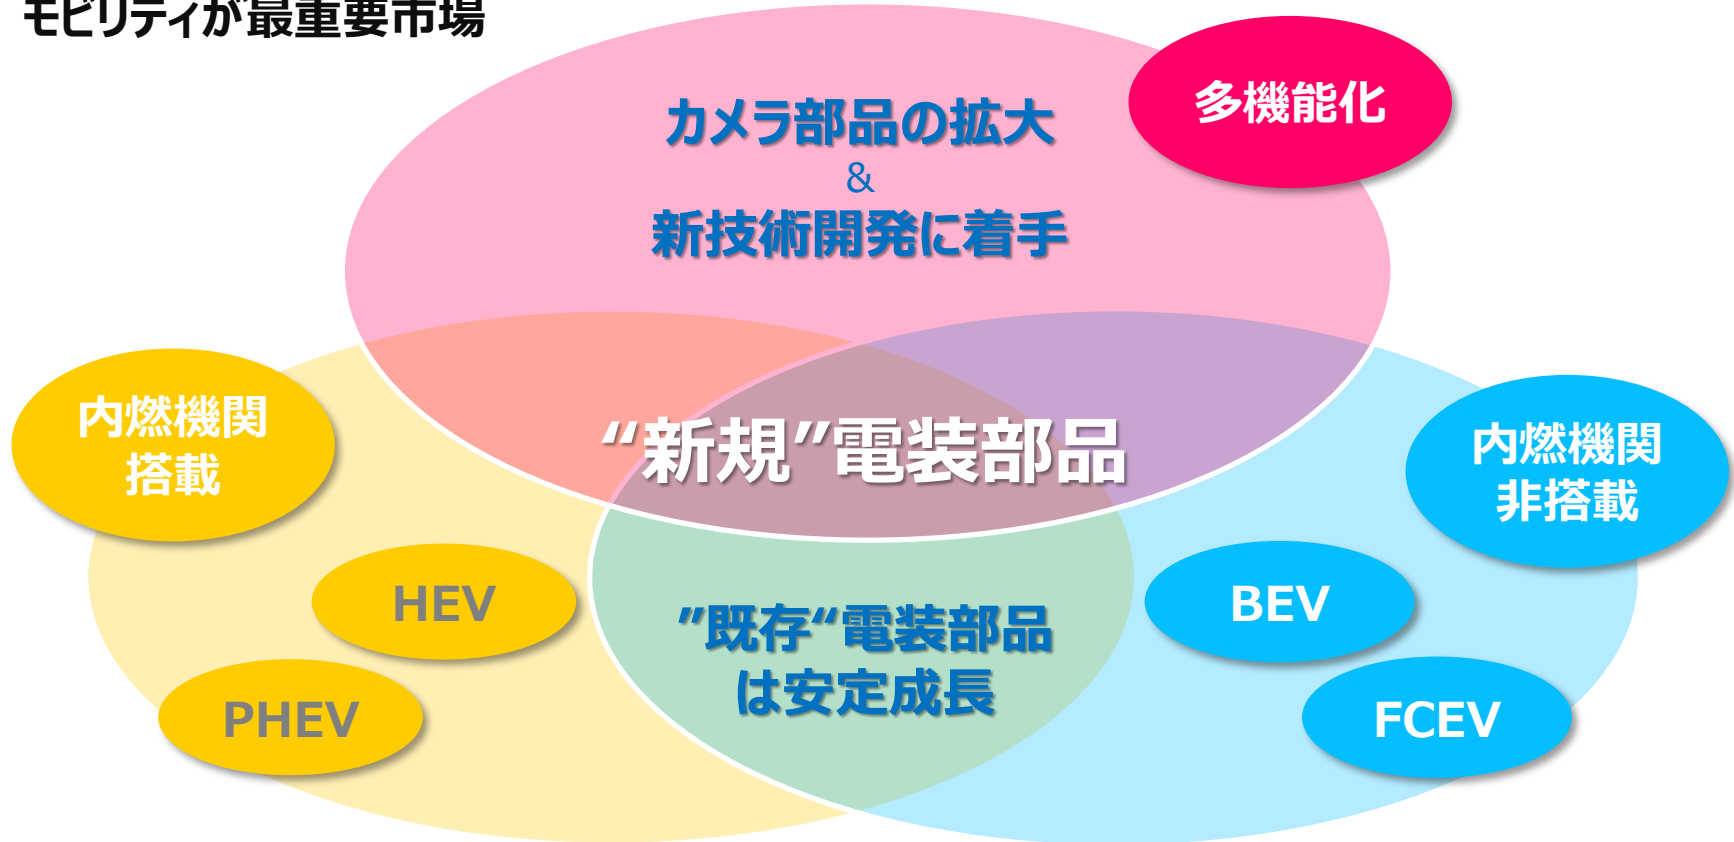 モビリティが最重要市場
多機能化
カメラ部品の拡大
&
新技術開発に着手
内燃機関
搭載
“新規”電装部品
内燃機関
非搭載
HEV
PHEV
”既存“電装部品
は安定成長
BEV
FCEV